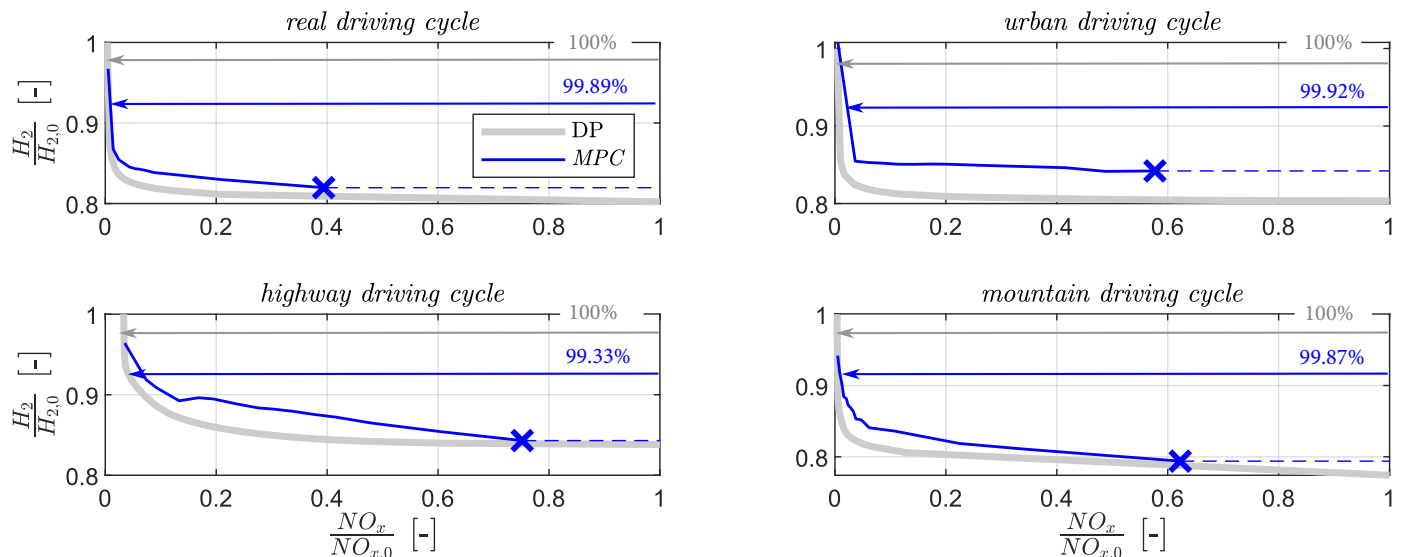 real driving cycle
1
0.9
0.8
H₂/H₂,₀ [-]
100%
99.89%
DP
MPC
0 0.2 0.4 0.6 0.8 1
urban driving cycle
1
0.9
0.8
100%
99.92%
0 0.2 0.4 0.6 0.8 1
highway driving cycle
1
0.9
0.8
H₂/H₂,₀ [-]
100%
99.33%
0 0.2 0.4 0.6 0.8 1
NOₓ/NOₓ,₀ [-]
mountain driving cycle
1
0.9
0.8
100%
99.87%
0 0.2 0.4 0.6 0.8 1
NOₓ/NOₓ,₀ [-]